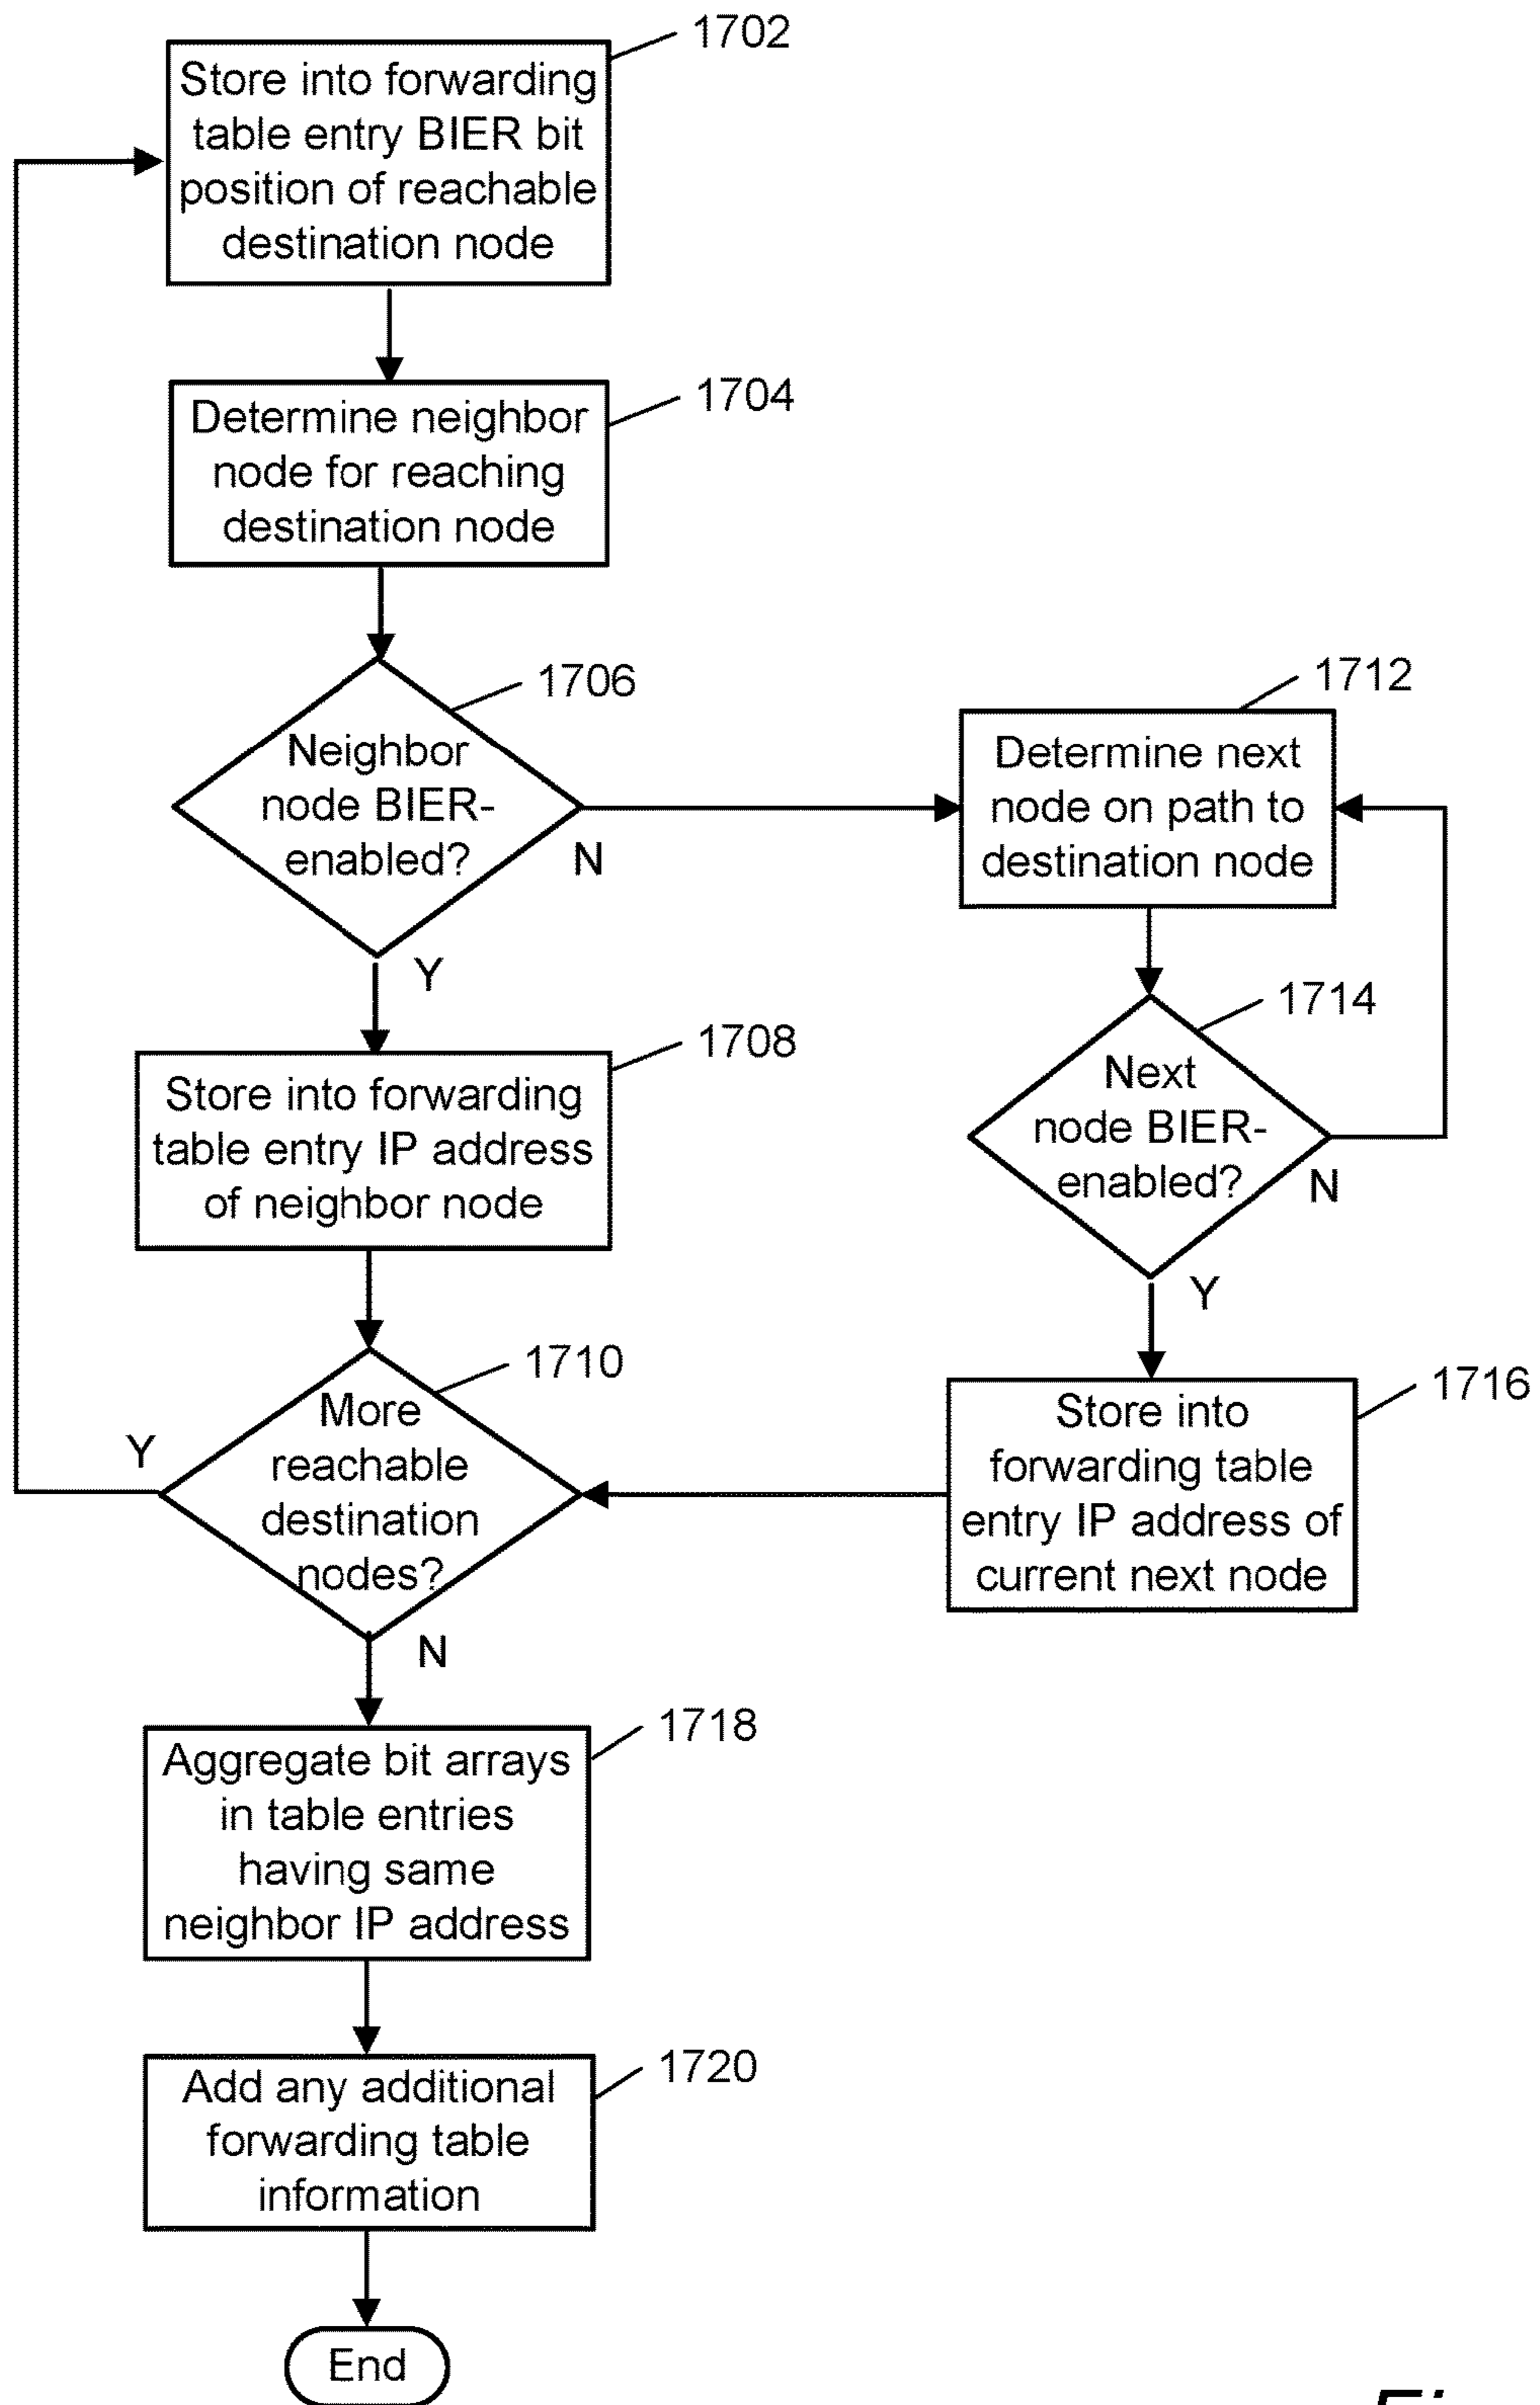 1702
Store into forwarding
table entry BIER bit
position of reachable
destination node
1704
Determine neighbor
node for reaching
destination node
1706
Neighbor
node BIER-
enabled?
N
Y
1712
Determine next
node on path to
destination node
1714
Next
node BIER-
enabled?
N
Y
1708
Store into forwarding
table entry IP address
of neighbor node
1710
More
reachable
destination
nodes?
Y
N
1716
Store into
forwarding table
entry IP address of
current next node
1718
Aggregate bit arrays
in table entries
having same
neighbor IP address
1720
Add any additional
forwarding table
information
End